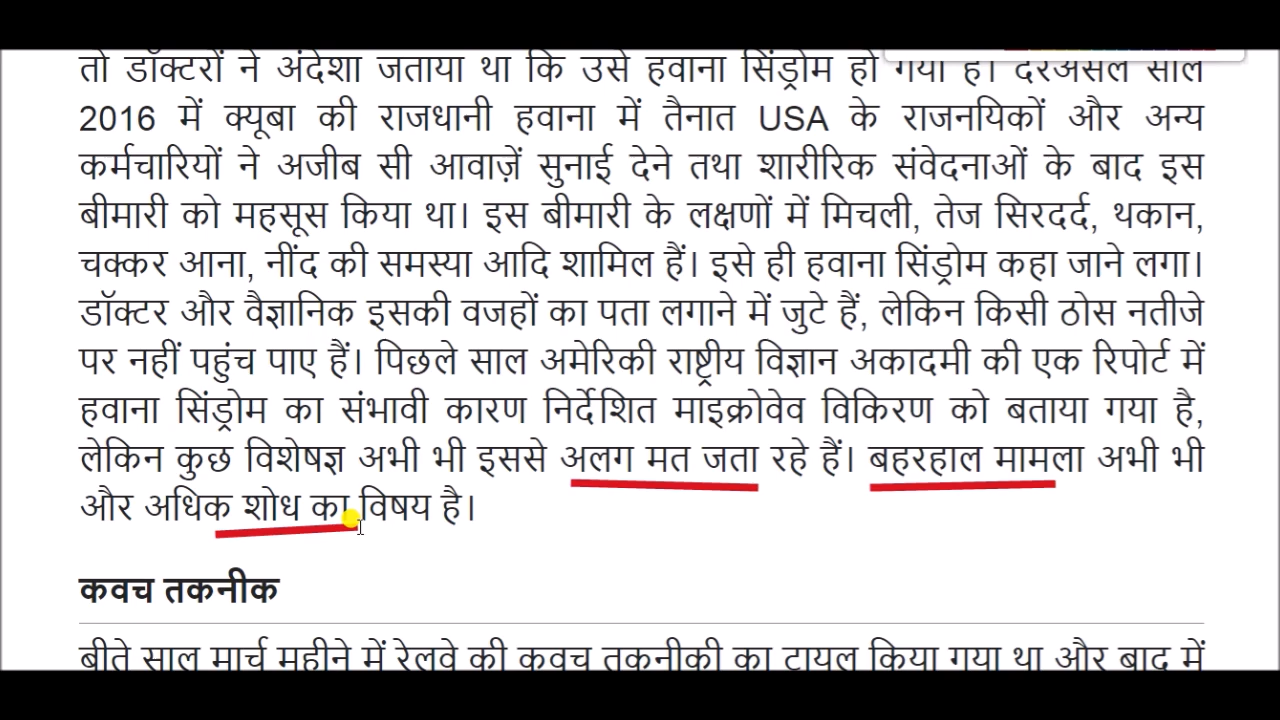 तो डॉक्टरों ने अंदेशा जताया था कि उसे हवाना सिंड्रोम हो गया है। दरअसल साल
2016 में क्यूबा की राजधानी हवाना में तैनात USA के राजनयिकों और अन्य
कर्मचारियों ने अजीब सी आवाज़ें सुनाई देने तथा शारीरिक संवेदनाओं के बाद इस
बीमारी को महसूस किया था। इस बीमारी के लक्षणों में मिचली, तेज सिरदर्द, थकान,
चक्कर आना, नींद की समस्या आदि शामिल हैं। इसे ही हवाना सिंड्रोम कहा जाने लगा।
डॉक्टर और वैज्ञानिक इसकी वजहों का पता लगाने में जुटे हैं, लेकिन किसी ठोस नतीजे
पर नहीं पहुंच पाए हैं। पिछले साल अमेरिकी राष्ट्रीय विज्ञान अकादमी की एक रिपोर्ट में
हवाना सिंड्रोम का संभावी कारण निर्देशित माइक्रोवेव विकिरण को बताया गया है,
लेकिन कुछ विशेषज्ञ अभी भी इससे अलग मत जता रहे हैं। बहरहाल मामला अभी भी
और अधिक शोध का विषय है।
कवच तकनीक
बीते साल मार्च महीने में रेलवे की कवच तकनीकी का टायल किया गया था और बाद में